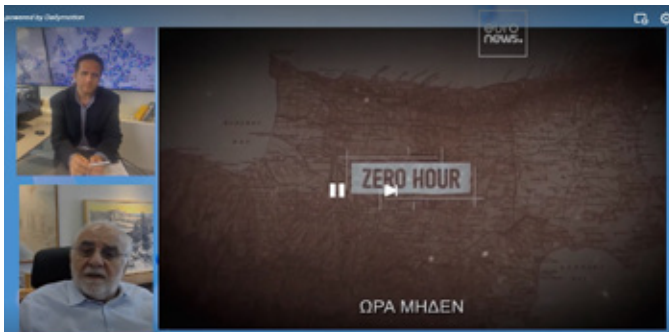 powered by Dailymotion
euro
news.
ZERO HOUR
ΩΡΑ ΜΗΔΕΝ